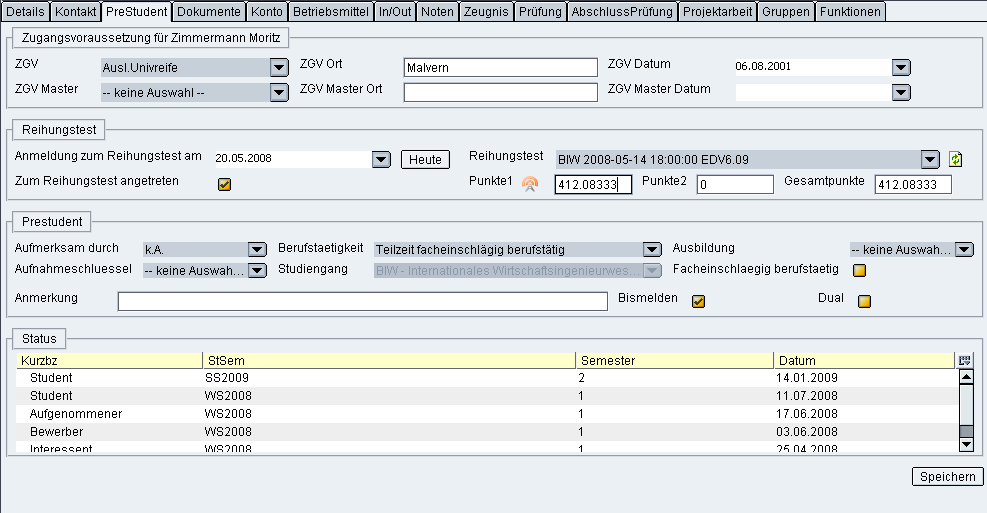 Details Kontakt PreStudent Dokumente Konto Betriebsmittel In/Out Noten Zeugnis Prüfung AbschlussPrüfung Projektarbeit Gruppen Funktionen
Zugangsvoraussetzung für Zimmermann Moritz
ZGV Ausl.Univreife ZGV Ort Malvern ZGV Datum 06.08.2001
ZGV Master -- keine Auswahl -- ZGV Master Ort ZGV Master Datum
Reihungstest
Anmeldung zum Reihungstest am 20.05.2008 Heute Reihungstest BIW 2008-05-14 18:00:00 EDV6.09
Zum Reihungstest angetreten Punkte1 412.08333 Punkte2 0 Gesamtpunkte 412.08333
Prestudent
Aufmerksam durch k.A. Berufstaetigkeit Teilzeit facheinschlägig berufstätig Ausbildung -- keine Auswah...
Aufnahmeschluessel -- keine Auswah... Studiengang BIW - Internationales Wirtschaftsingenieurwes... Facheinschlaegig berufstaetig
Anmerkung Bismelden Dual
Status
Kurzbz StSem Semester Datum
Student SS2009 2 14.01.2009
Student WS2008 1 11.07.2008
Aufgenommener WS2008 1 17.06.2008
Bewerber WS2008 1 03.06.2008
Interessent WS2008 1 25.04.2008
Speichern